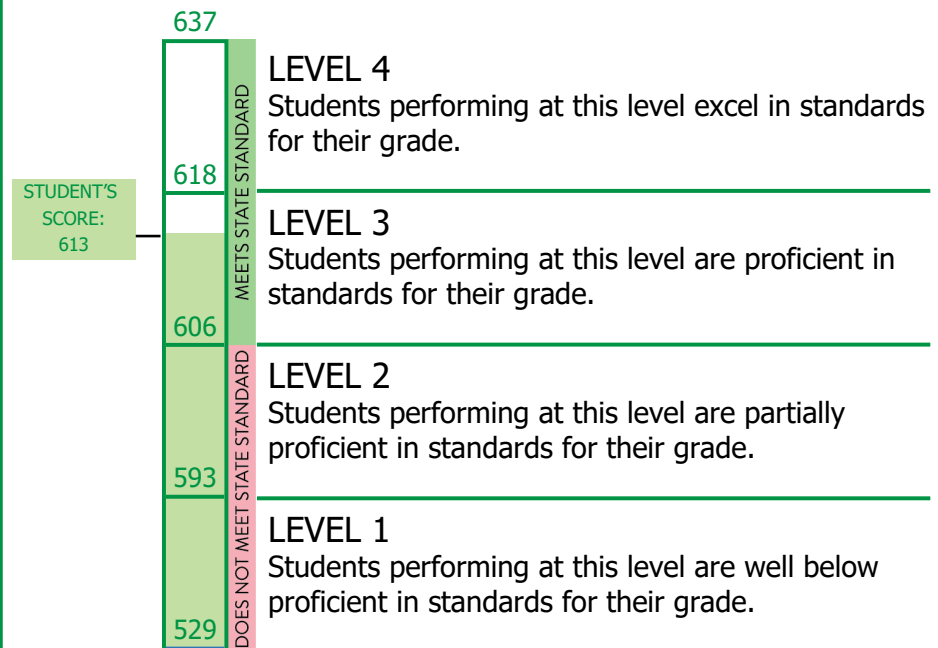 637
LEVEL 4
Students performing at this level excel in standards
for their grade.
MEETS STATE STANDARD
618
STUDENT’S
SCORE:
613
LEVEL 3
Students performing at this level are proficient in
standards for their grade.
606
LEVEL 2
Students performing at this level are partially
proficient in standards for their grade.
DOES NOT MEET STATE STANDARD
593
LEVEL 1
Students performing at this level are well below
proficient in standards for their grade.
529